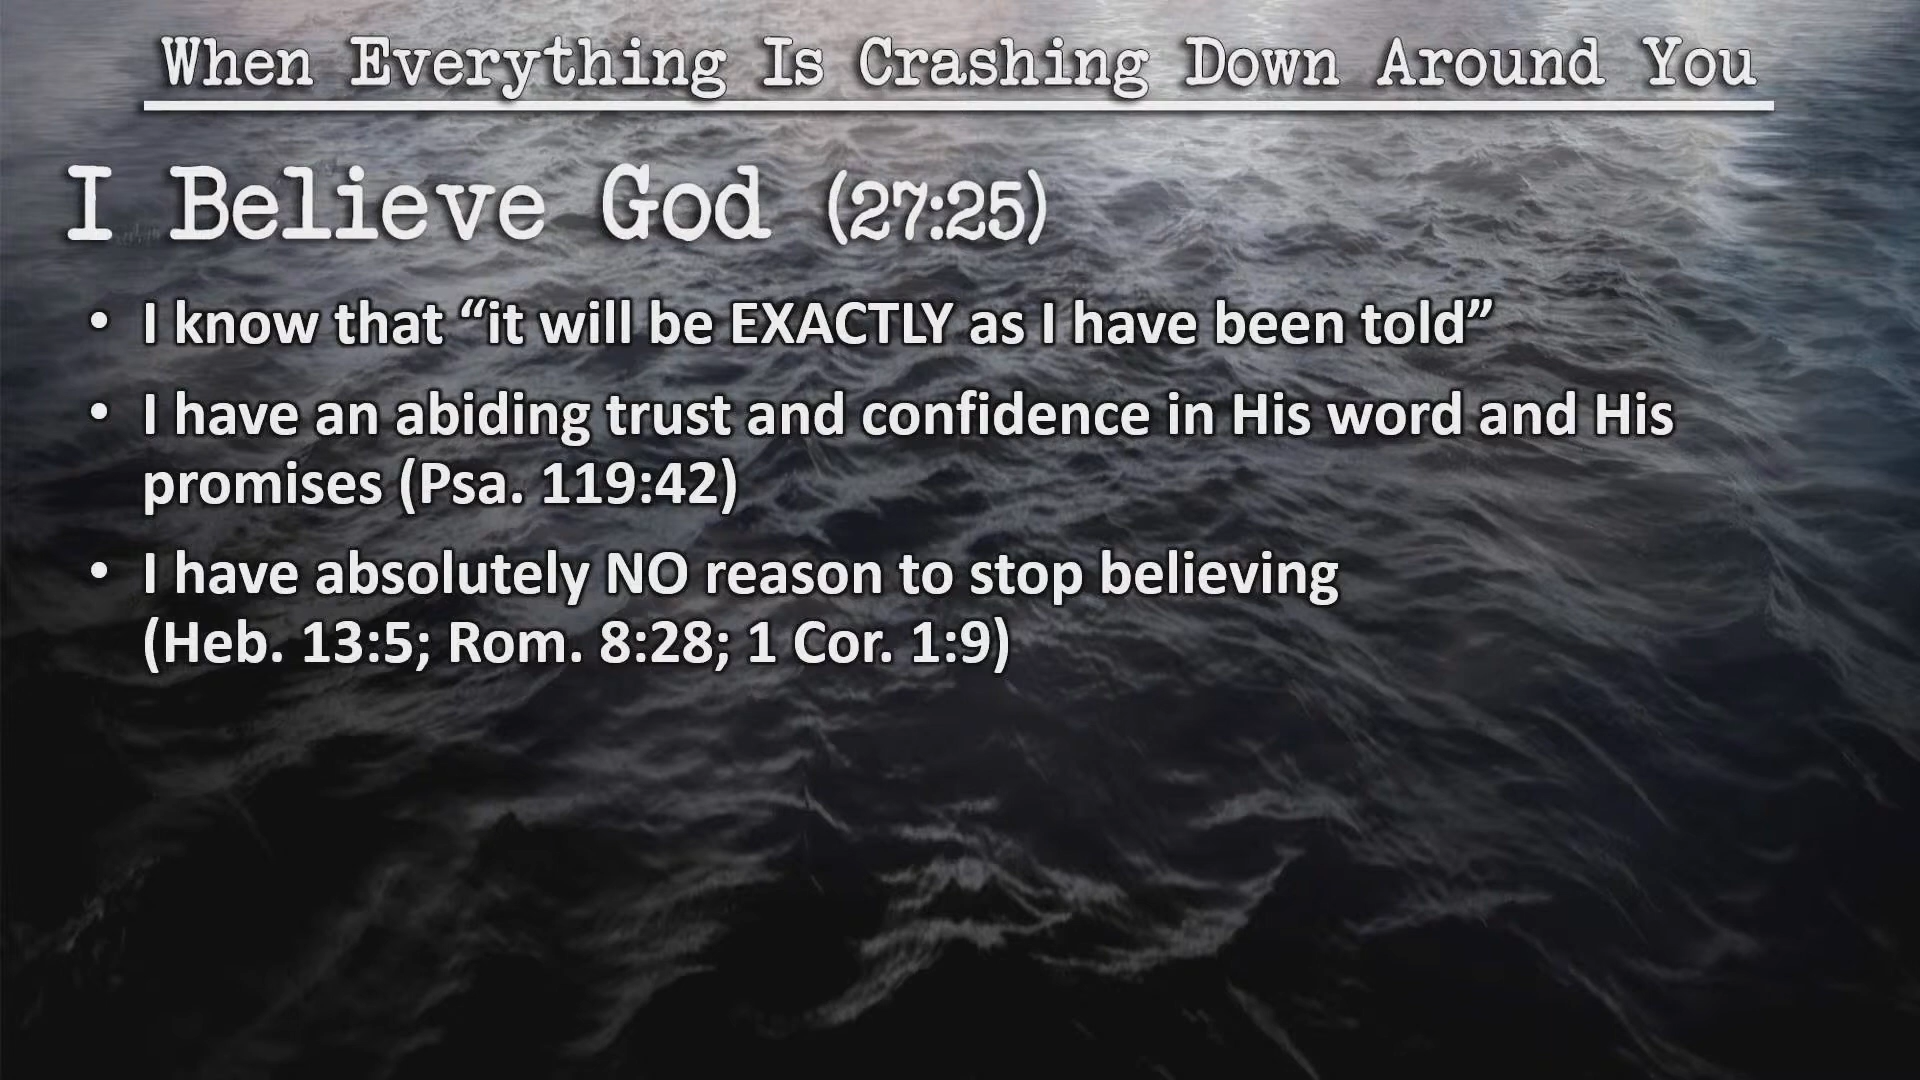 When Everything Is Crashing Down Around You
I Believe God (27:25)
• I know that “it will be EXACTLY as I have been told”
• I have an abiding trust and confidence in His word and His
promises (Psa. 119:42)
• I have absolutely NO reason to stop believing
(Heb. 13:5; Rom. 8:28; 1 Cor. 1:9)